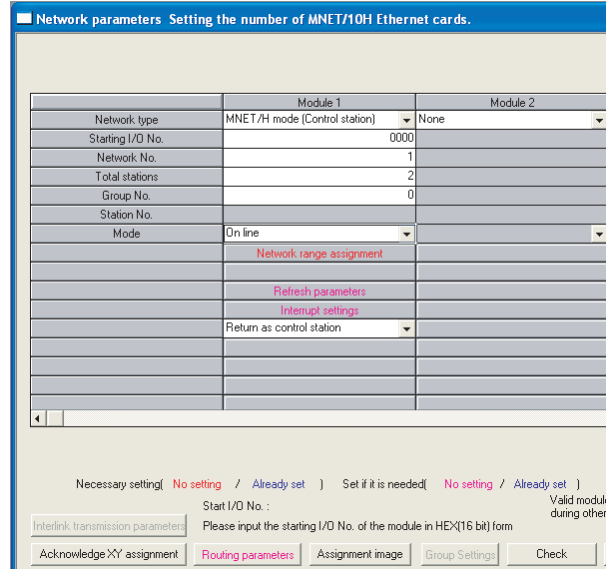 Network parameters Setting the number of MNET/10H Ethernet cards.
Module 1 Module 2
Network type MNET/H mode (Control station) None
Starting I/O No. 0000
Network No. 1
Total stations 2
Group No. 0
Station No.
Mode On line
Network range assignment
Refresh parameters
Interrupt settings
Return as control station
Necessary setting( No setting / Already set ) Set if it is needed( No setting / Already set )
Start I/O No. : Valid module
during other
Interlink transmission parameters Please input the starting I/O No. of the module in HEX(16 bit) form
Acknowledge XY assignment Routing parameters Assignment image Group Settings Check